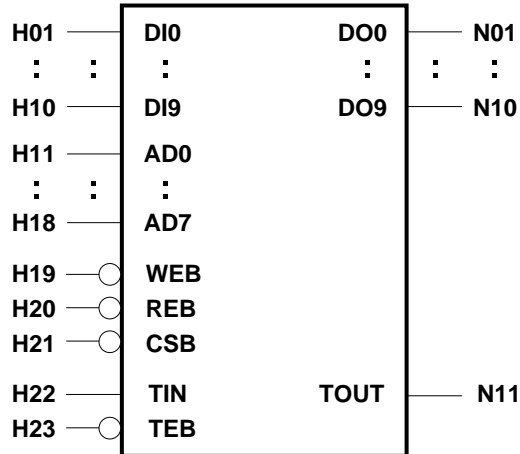 H01 DI0 DO0 N01
: : : : : :
H10 DI9 DO9 N10
H11 AD0
: : :
H18 AD7
H19 WEB
H20 REB
H21 CSB
H22 TIN TOUT N11
H23 TEB